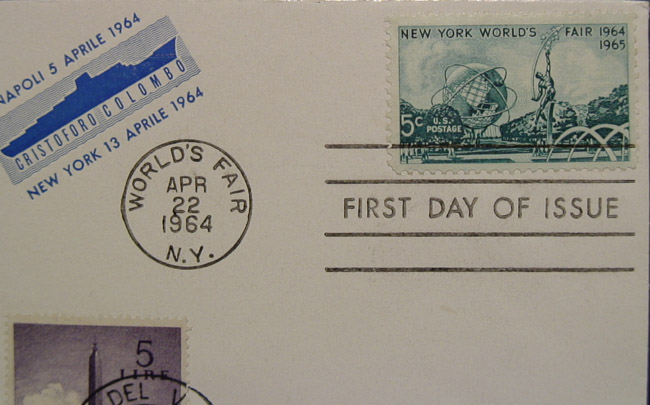 NAPOLI 5 APRILE 1964
CRISTOFORO COLOMBO
NEW YORK 13 APRILE 1964
NEW YORK WORLD'S FAIR 1964
1965
5c U.S.
POSTAGE
WORLD'S FAIR
APR
22
1964
N.Y.
FIRST DAY OF ISSUE
5
LIRE
DEL V